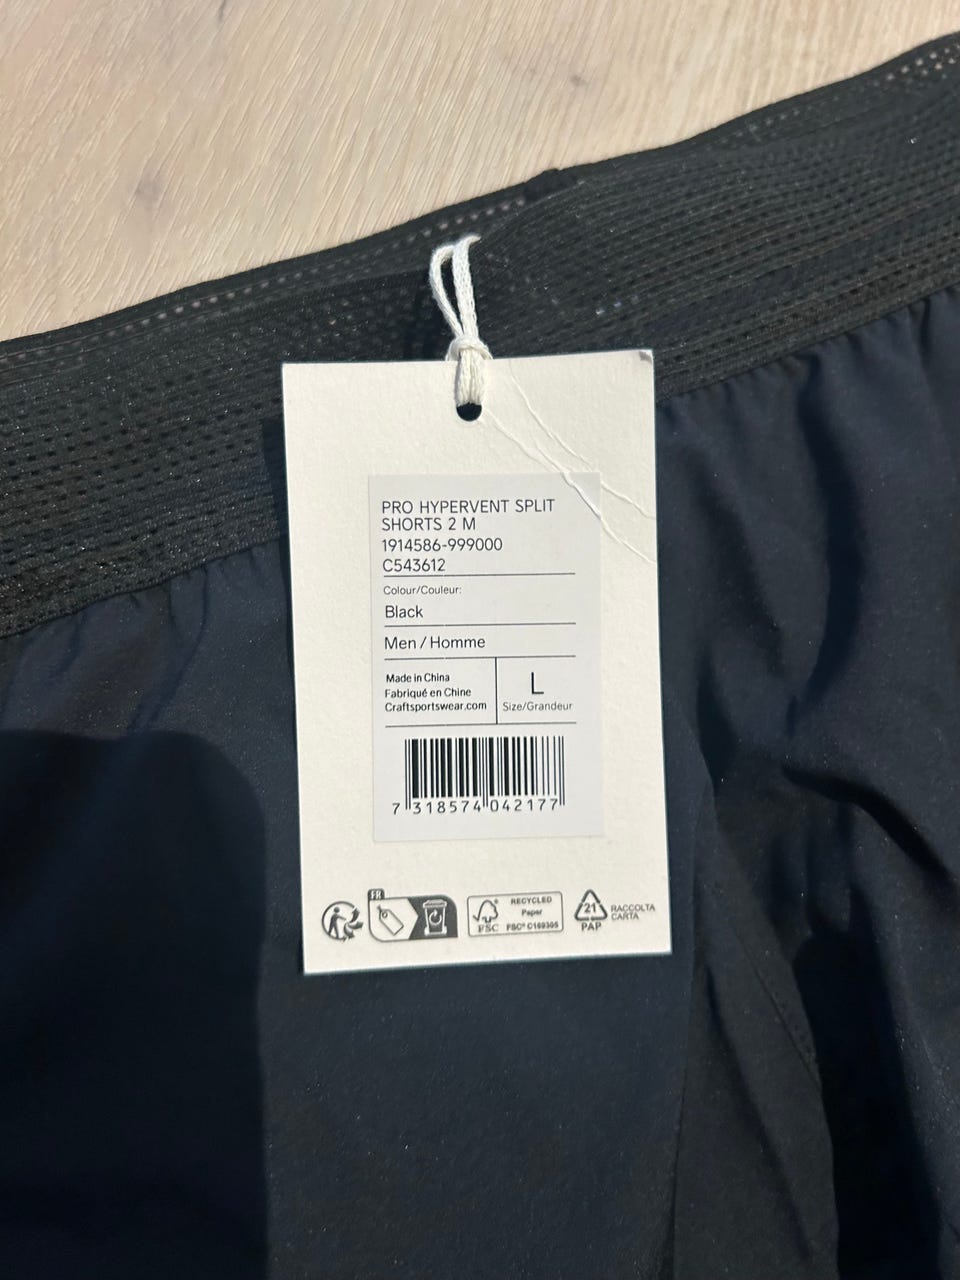 PRO HYPERVENT SPLIT
SHORTS 2 M
1914586-999000
C543612
Colour/Couleur:
Black
Men / Homme
Made in China
Fabriqué en Chine
Craftsportswear.com
L
Size/Grandeur
7 318574 042177
FR
FSC
RECYCLED
Paper
FSC® C169305
21
PAP
RACCOLTA
CARTA